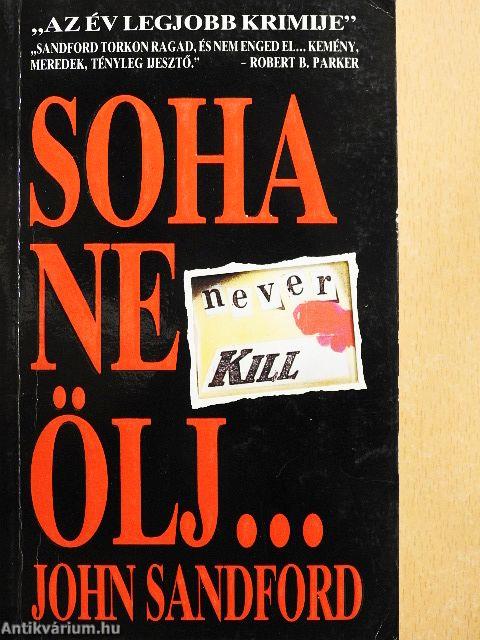 „AZ ÉV LEGJOBB KRIMIJE”
„SANDFORD TORKON RAGAD, ÉS NEM ENGED EL... KEMÉNY,
MEREDEK, TÉNYLEG IJESZTŐ.” – ROBERT B. PARKER
SOHA
NE
never
KILL
ÖLJ...
JOHN SANDFORD
Antikvárium.hu